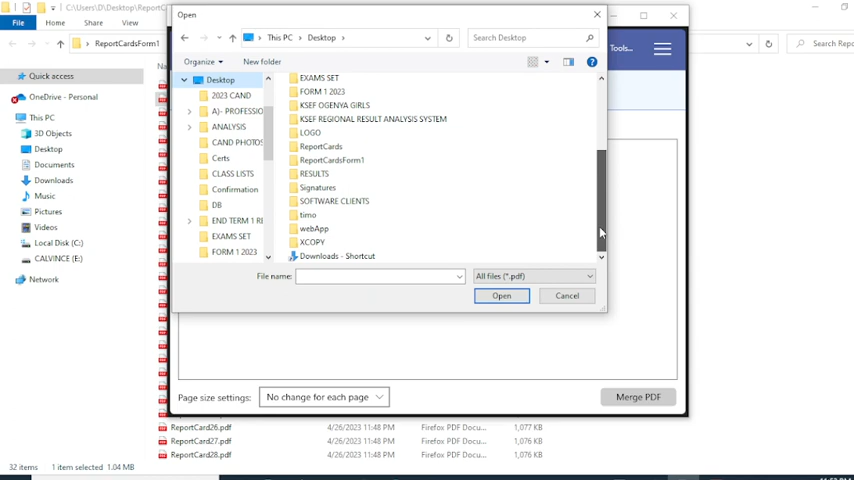 Open
C:\Users\D\Desktop\ReportC
File
Home
Share
View
Tools...
This PC
Desktop
Search Desktop
ReportCardsForm1
Search Repo
Organize
New folder
Quick access
OneDrive - Personal
This PC
3D Objects
Desktop
Documents
Downloads
Music
Pictures
Videos
Local Disk (C:)
CALVINCE (E:)
Network
Desktop
2023 CAND
A)- PROFESSIO
ANALYSIS
CAND PHOTOS
Certs
CLASS LISTS
Confirmation
DB
END TERM 1 RE
EXAMS SET
FORM 1 2023
EXAMS SET
FORM 1 2023
KSEF OGENYA GIRLS
KSEF REGIONAL RESULT ANALYSIS SYSTEM
LOGO
ReportCards
ReportCardsForm1
RESULTS
Signatures
SOFTWARE CLIENTS
timo
webApp
XCOPY
Downloads - Shortcut
File name:
All files (*.pdf)
Open
Cancel
Page size settings:
No change for each page
Merge PDF
ReportCard26.pdf 4/26/2023 11:48 PM Firefox PDF Docu... 1,077 KB
ReportCard27.pdf 4/26/2023 11:48 PM Firefox PDF Docu... 1,076 KB
ReportCard28.pdf 4/26/2023 11:48 PM Firefox PDF Docu... 1,076 KB
32 items
1 item selected 1.04 MB